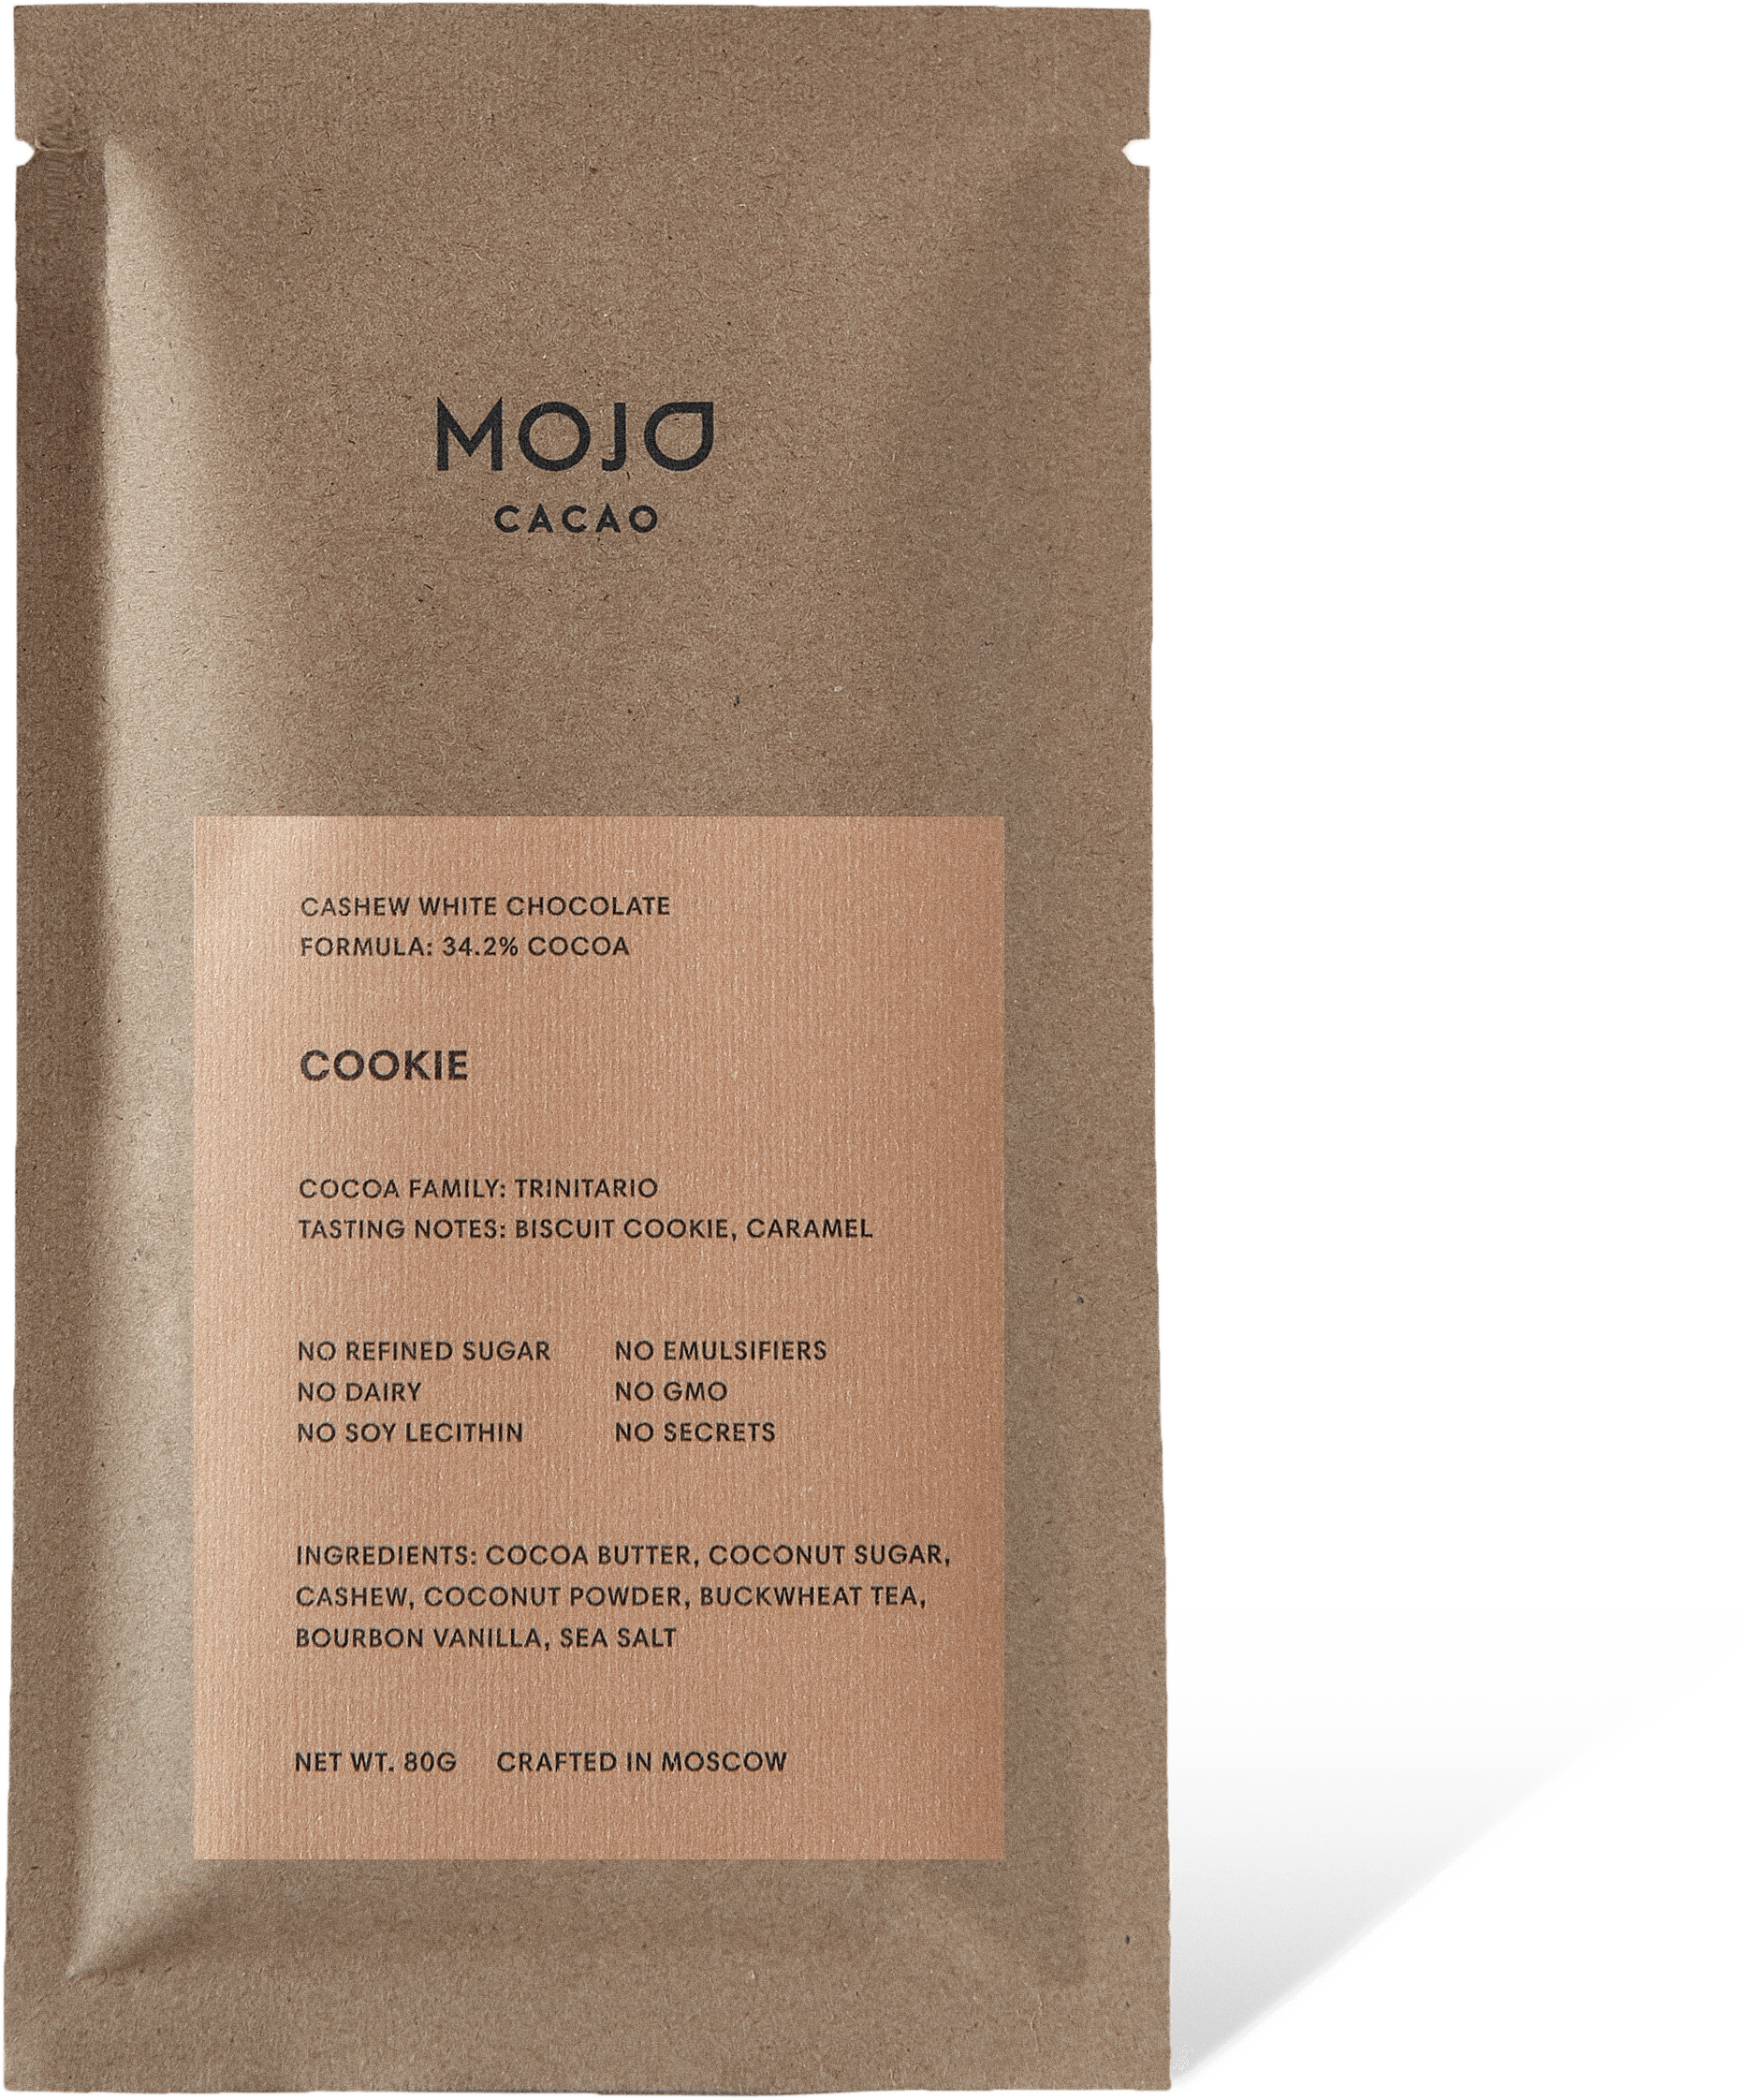 MOJO
CACAO
CASHEW WHITE CHOCOLATE
FORMULA: 34.2% COCOA
COOKIE
COCOA FAMILY: TRINITARIO
TASTING NOTES: BISCUIT COOKIE, CARAMEL
NO REFINED SUGAR NO EMULSIFIERS
NO DAIRY NO GMO
NO SOY LECITHIN NO SECRETS
INGREDIENTS: COCOA BUTTER, COCONUT SUGAR,
CASHEW, COCONUT POWDER, BUCKWHEAT TEA,
BOURBON VANILLA, SEA SALT
NET WT. 80G CRAFTED IN MOSCOW